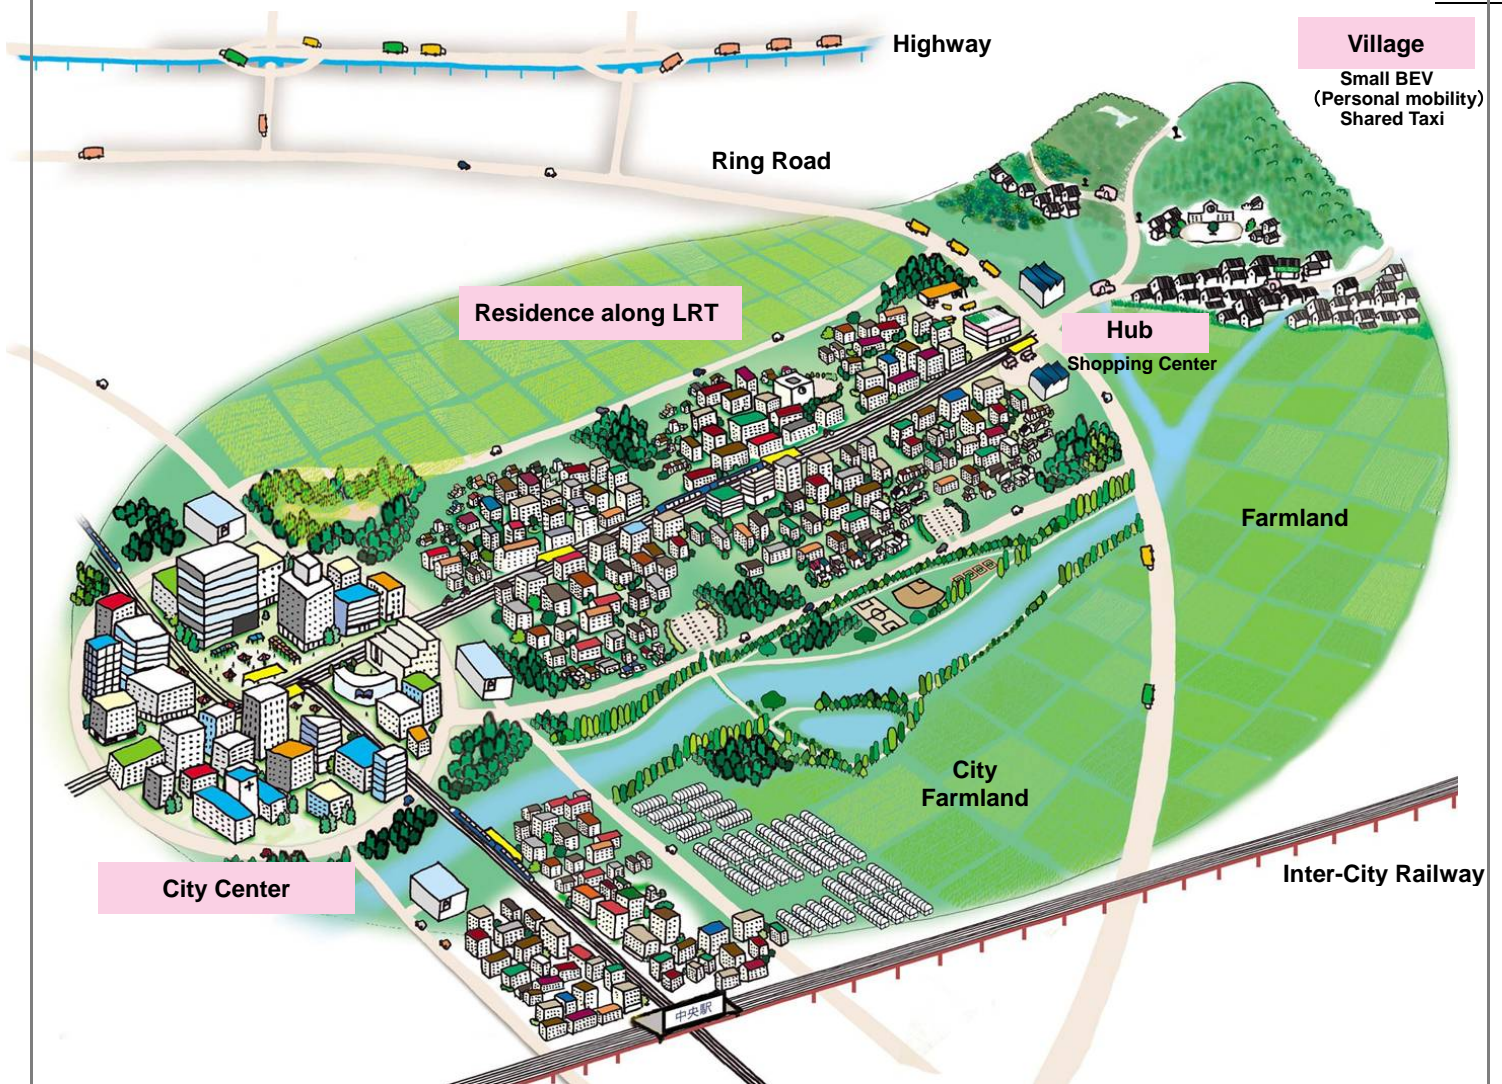 Highway
Village
Small BEV
（Personal mobility）
Shared Taxi
Ring Road
Residence along LRT
Hub
Shopping Center
Farmland
City
Farmland
Inter-City Railway
City Center
中央駅